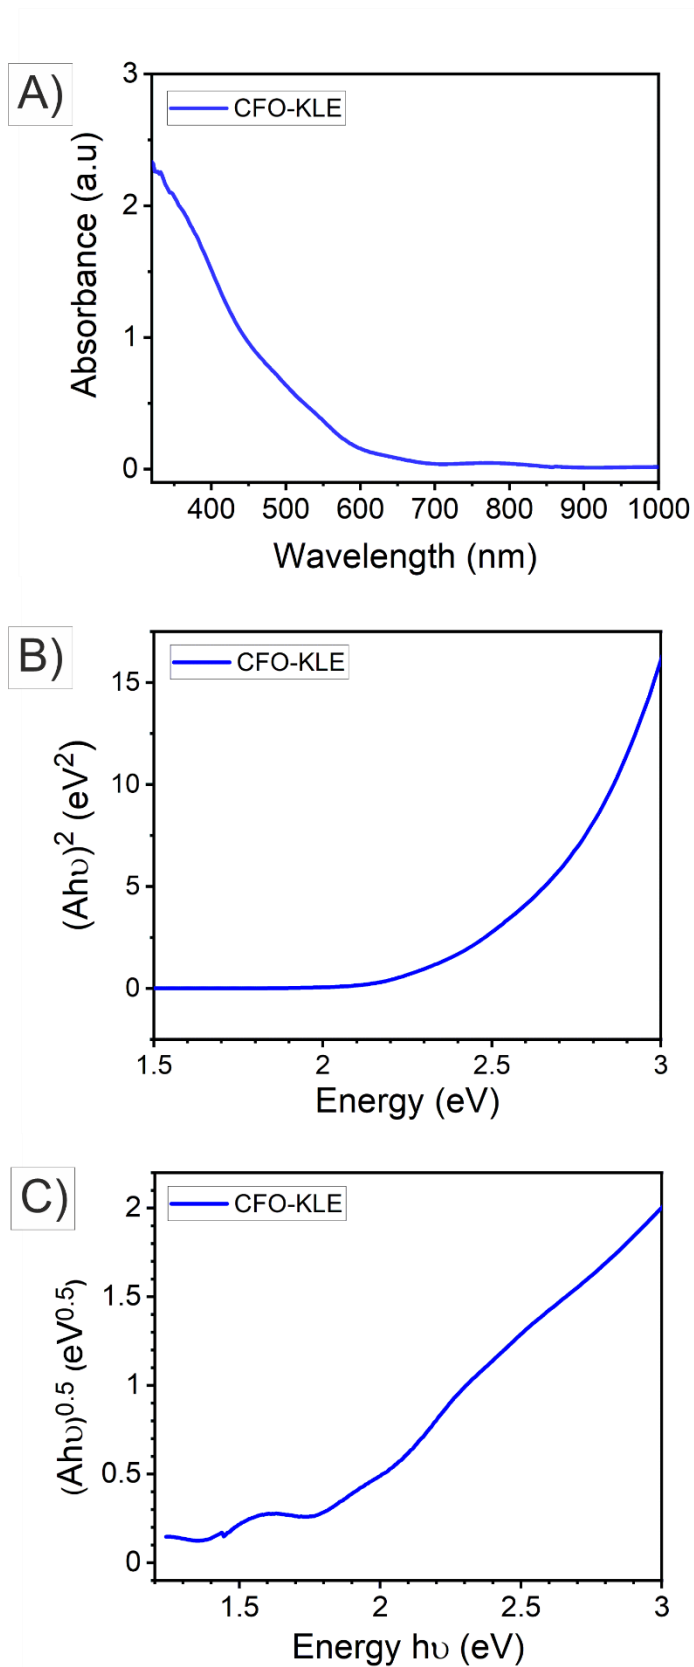 A)
CFO-KLE
Absorbance (a.u)
3
2
1
0
400 500 600 700 800 900 1000
Wavelength (nm)
B)
CFO-KLE
(Ahυ)² (eV²)
15
10
5
0
1.5 2 2.5 3
Energy (eV)
C)
CFO-KLE
(Ahυ)⁰·⁵ (eV⁰·⁵)
2
1.5
1
0.5
0
1.5 2 2.5 3
Energy hυ (eV)